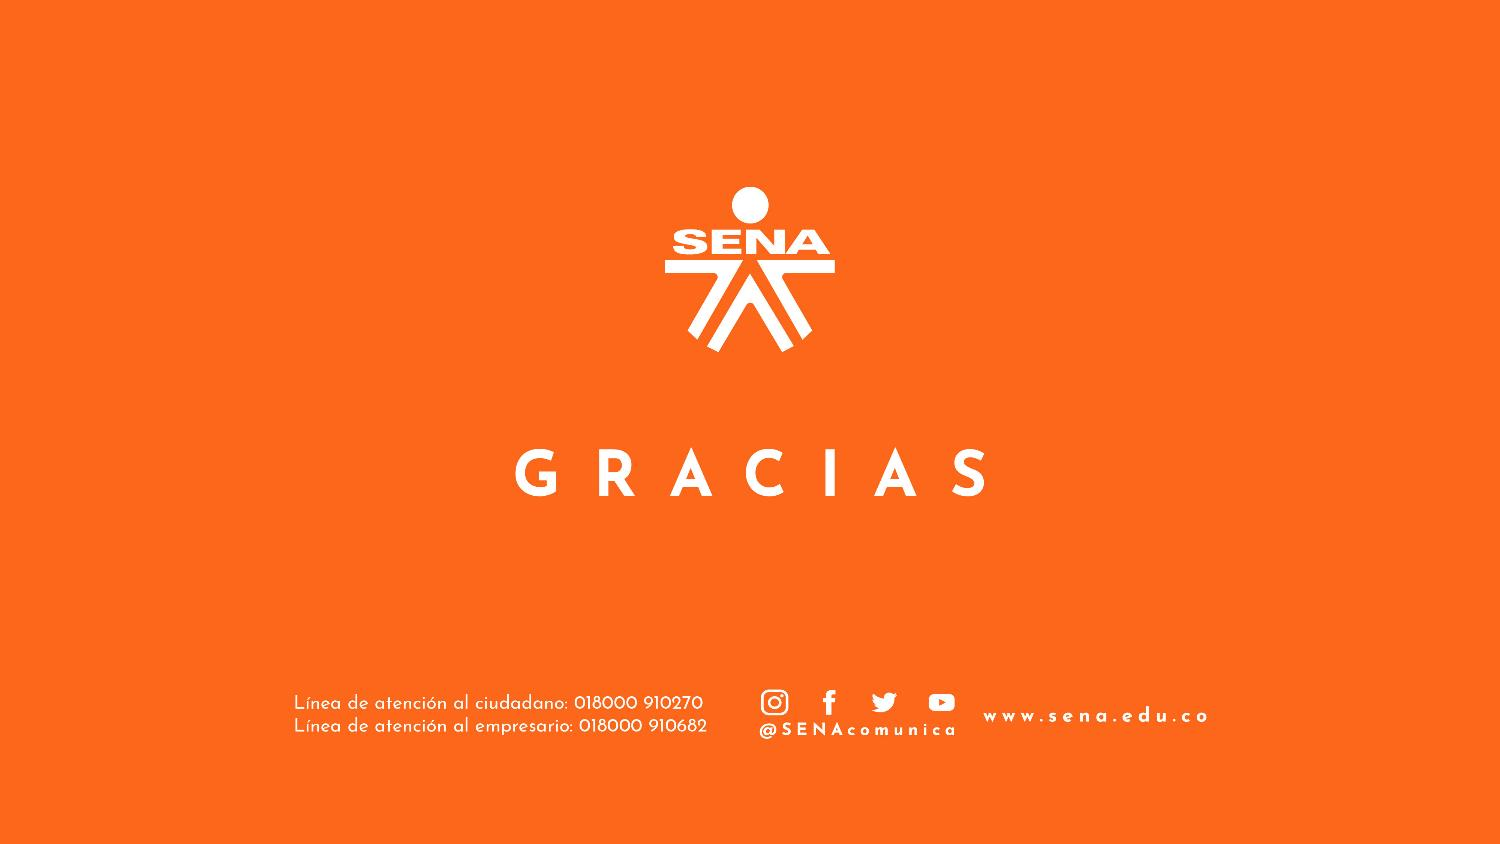 SENA
GRACIAS
Línea de atención al ciudadano: 018000 910270
Línea de atención al empresario: 018000 910682
@SENAcomunica
www.sena.edu.co